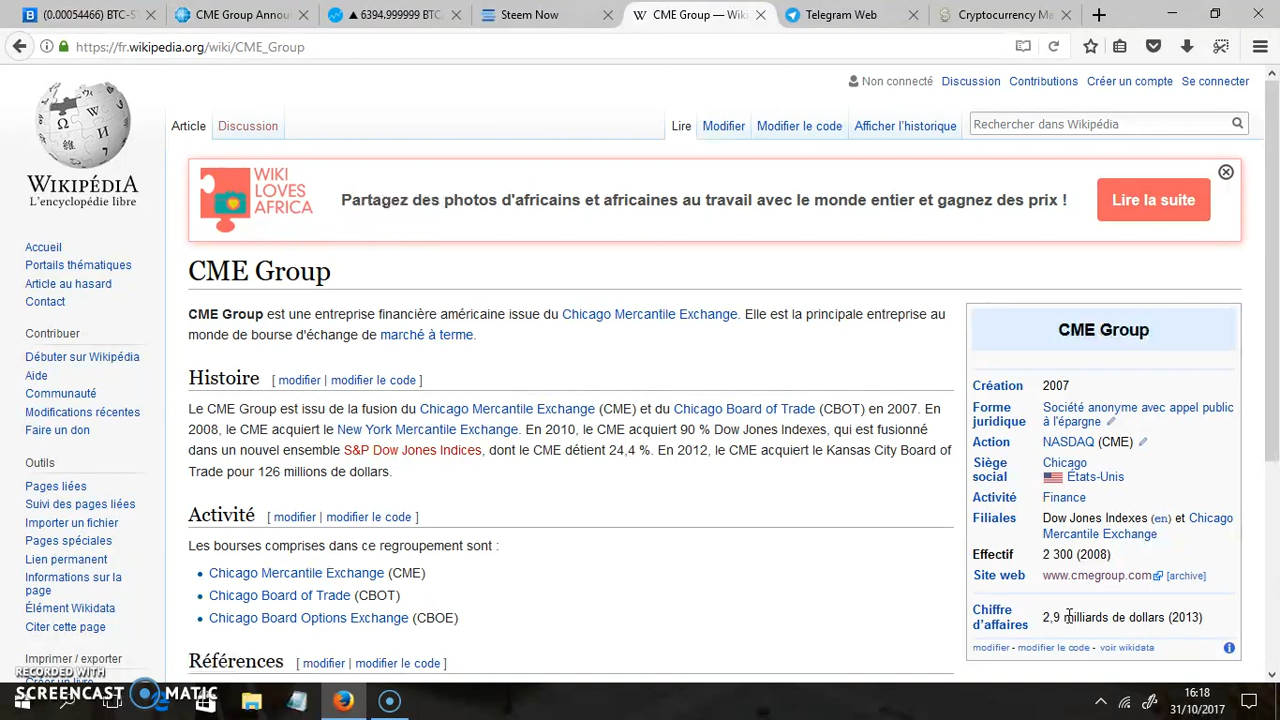 (0.00054466) BTC-S
CME Group Annou
▲ 6394.999999 BTC
Steem Now
CME Group — Wiki
Telegram Web
Cryptocurrency Ma
https://fr.wikipedia.org/wiki/CME_Group
Non connecté Discussion Contributions Créer un compte Se connecter
Article Discussion Lire Modifier Modifier le code Afficher l'historique Rechercher dans Wikipédia
WIKIPÉDIA
L'encyclopédie libre
WIKI
LOVES
AFRICA
Partagez des photos d'africains et africaines au travail avec le monde entier et gagnez des prix !
Lire la suite
Accueil
Portails thématiques
Article au hasard
Contact
Contribuer
Débuter sur Wikipédia
Aide
Communauté
Modifications récentes
Faire un don
Outils
Pages liées
Suivi des pages liées
Importer un fichier
Pages spéciales
Lien permanent
Informations sur la
page
Élément Wikidata
Citer cette page
Imprimer / exporter
CME Group
CME Group est une entreprise financière américaine issue du Chicago Mercantile Exchange. Elle est la principale entreprise au
monde de bourse d'échange de marché à terme.
Histoire [ modifier | modifier le code ]
Le CME Group est issu de la fusion du Chicago Mercantile Exchange (CME) et du Chicago Board of Trade (CBOT) en 2007. En
2008, le CME acquiert le New York Mercantile Exchange. En 2010, le CME acquiert 90 % Dow Jones Indexes, qui est fusionné
dans un nouvel ensemble S&P Dow Jones Indices, dont le CME détient 24,4 %. En 2012, le CME acquiert le Kansas City Board of
Trade pour 126 millions de dollars.
Activité [ modifier | modifier le code ]
Les bourses comprises dans ce regroupement sont :
• Chicago Mercantile Exchange (CME)
• Chicago Board of Trade (CBOT)
• Chicago Board Options Exchange (CBOE)
Références [ modifier | modifier le code ]
CME Group
Création 2007
Forme juridique Société anonyme avec appel public
à l'épargne
Action NASDAQ (CME)
Siège social Chicago
États-Unis
Activité Finance
Filiales Dow Jones Indexes (en) et Chicago
Mercantile Exchange
Effectif 2 300 (2008)
Site web www.cmegroup.com [archive]
Chiffre d'affaires 2,9 milliards de dollars (2013)
modifier - modifier le code - voir wikidata
RECORDED WITH
SCREENCAST MATIC
16:18
31/10/2017